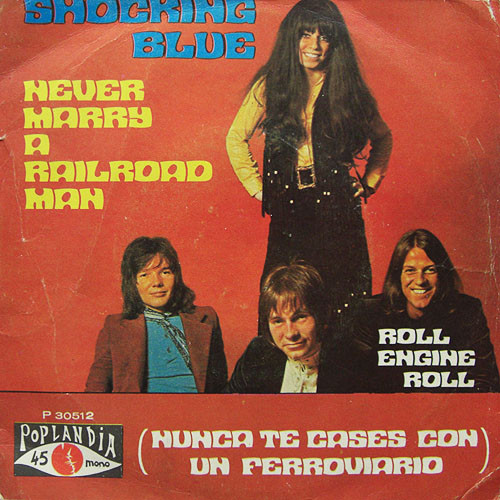 SHOCKING
BLUE
NEVER
MARRY
A
RAILROAD
MAN
ROLL
ENGINE
ROLL
P 30512
POPLANDIA
45 mono
(NUNCA TE CASES CON
UN FERROVIARIO)